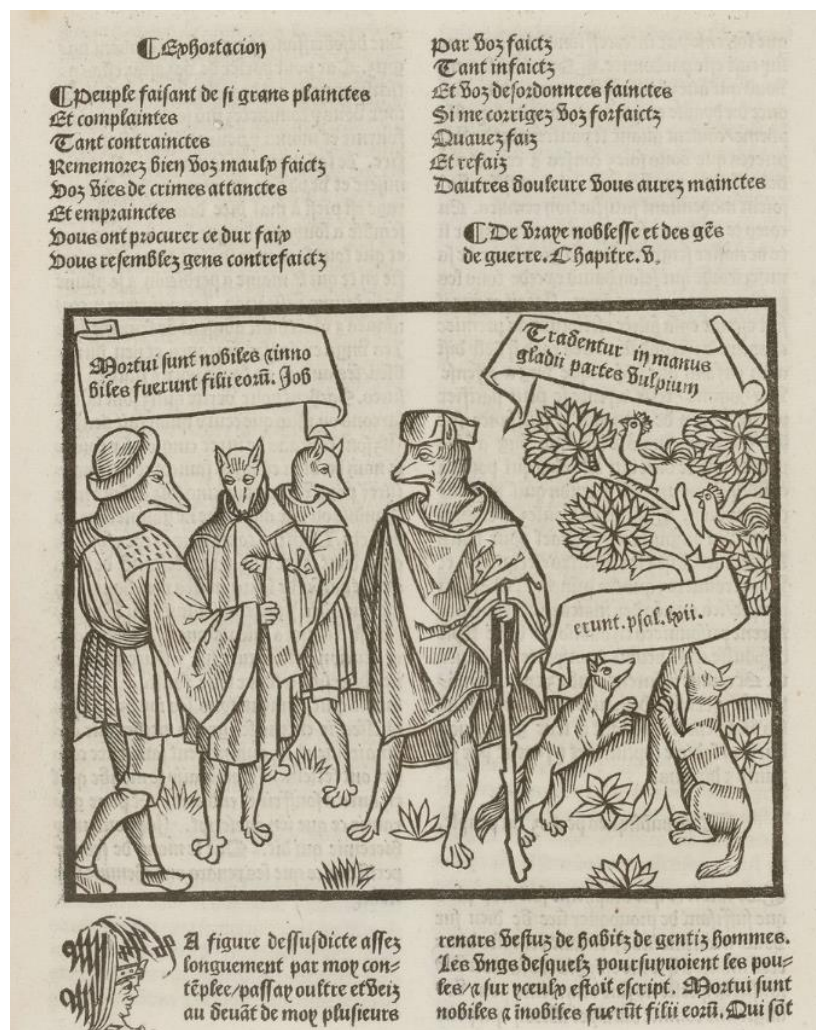 ¶Exhortacion
¶Peuple faisant de si grans plainctes
Et complaintes
Tant contrainctes
Rememorez bien voz maulx faictz
Voz vies de crimes attainctes
Et emprainctes
Vous ont procurer ce dur faix
Vous resemblez gens contrefaictz
Par voz faictz
Tant infaictz
Et voz desordonnees fainctes
Si me corrigez voz forfaictz
Quauez faiz
Et refaiz
Dautres douleure vous aurez mainctes
¶De vraye noblesse et des gēs
de guerre. Chapitre. v.
Mortui sunt nobiles ⁊ inno
biles fuerunt filii eorū. Job
Tradentur in manus
gladii partes vulpium
erunt. psal. lxii.
A figure dessusdicte assez
longuement par moy con⸗
tēplee/passay oultre et veiz
au deuāt de moy plusieurs
renars vestuz de habitz de gentiz hommes.
Les vngs desquelz poursuyuoient les pou⸗
les/⁊ sur yceulx estoit escript. Mortui sunt
nobiles ⁊ inobiles fuerūt filii eorū. Qui sōt